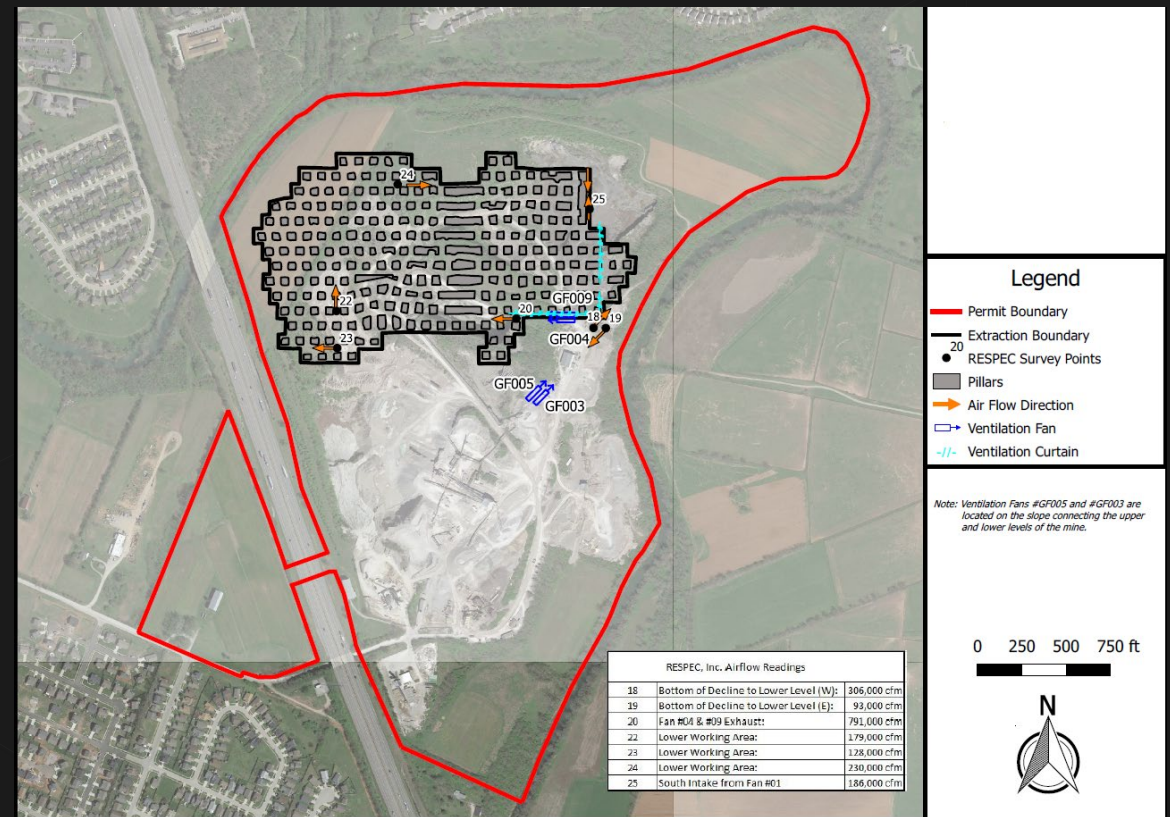 24
25
22
GF009
20
18
19
GF004
23
GF005
GF003
Legend
Permit Boundary
Extraction Boundary
20
RESPEC Survey Points
Pillars
Air Flow Direction
Ventilation Fan
-//- Ventilation Curtain
Note: Ventilation Fans #GF005 and #GF003 are
located on the slope connecting the upper
and lower levels of the mine.
0 250 500 750 ft
N
RESPEC, Inc. Airflow Readings
18 Bottom of Decline to Lower Level (W): 306,000 cfm
19 Bottom of Decline to Lower Level (E): 93,000 cfm
20 Fan #04 & #09 Exhaust: 791,000 cfm
22 Lower Working Area: 179,000 cfm
23 Lower Working Area: 128,000 cfm
24 Lower Working Area: 230,000 cfm
25 South Intake from Fan #01 186,000 cfm